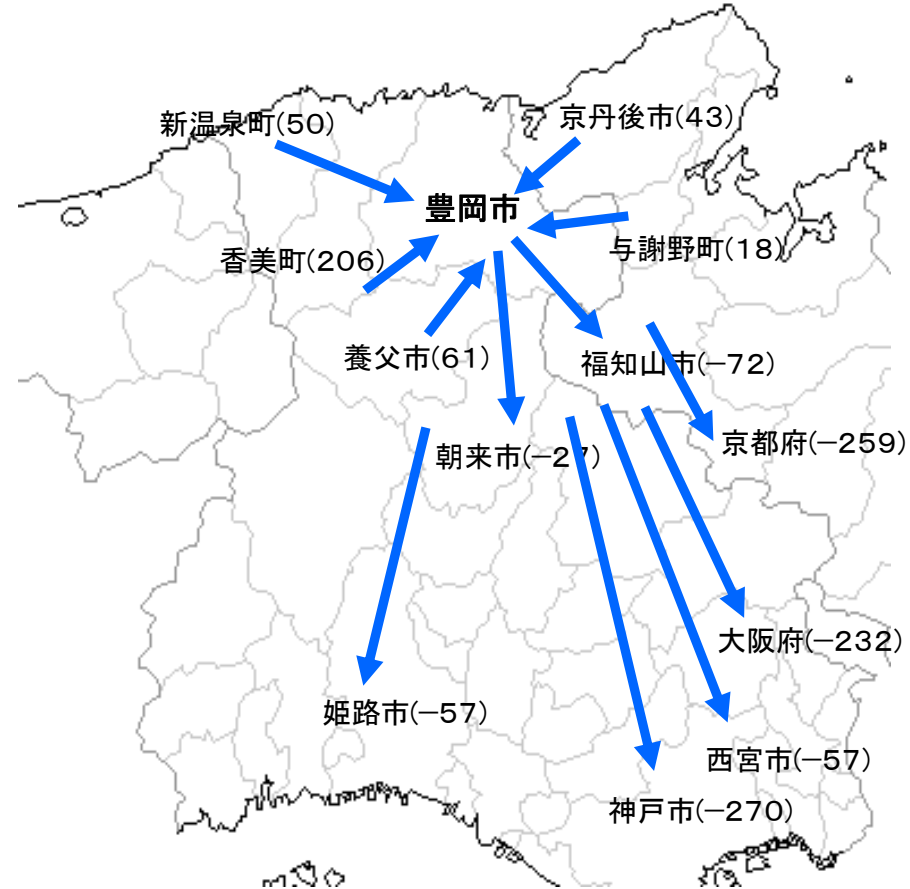 新温泉町(50)
京丹後市(43)
豊岡市
与謝野町(18)
香美町(206)
養父市(61)
福知山市(−72)
京都府(−259)
朝来市(−27)
大阪府(−232)
姫路市(−57)
西宮市(−57)
神戸市(−270)